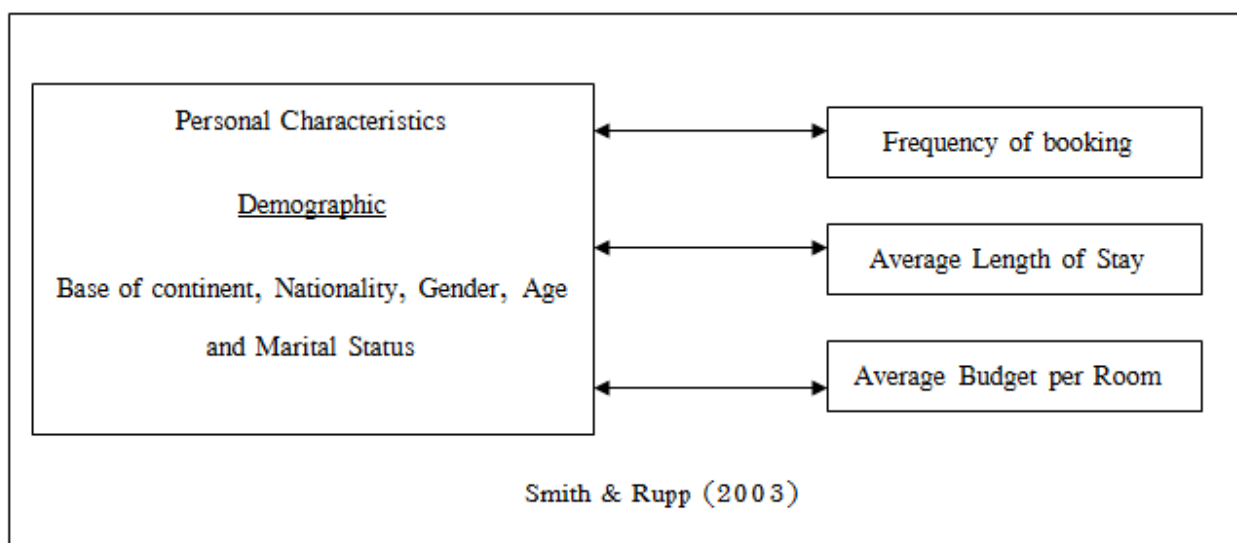 Personal Characteristics
Demographic
Base of continent, Nationality, Gender, Age
and Marital Status
Frequency of booking
Average Length of Stay
Average Budget per Room
Smith & Rupp (2003)